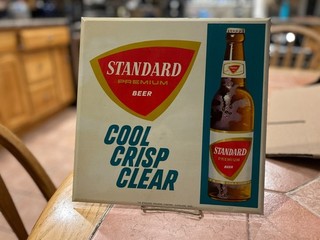 STANDARD
PREMIUM
BEER
COOL
CRISP
CLEAR
STANDARD
PREMIUM
BEER